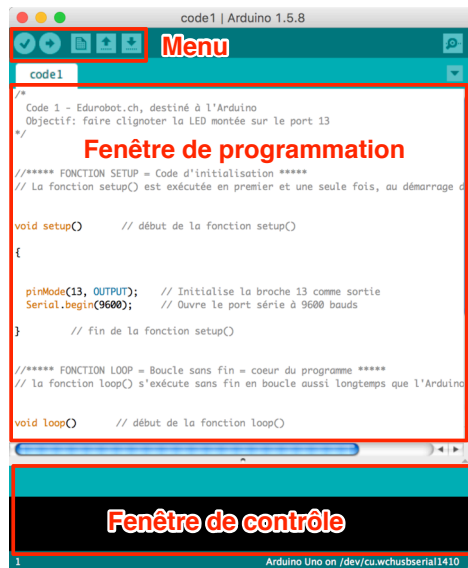 code1 | Arduino 1.5.8
Menu
code1
/*
Code 1 - Edurobot.ch, destiné à l'Arduino
Objectif: faire clignoter la LED montée sur le port 13
*/
Fenêtre de programmation
//***** FONCTION SETUP = Code d'initialisation *****
// La fonction setup() est exécutée en premier et une seule fois, au démarrage d
void setup() // début de la fonction setup()
{
pinMode(13, OUTPUT); // Initialise la broche 13 comme sortie
Serial.begin(9600); // Ouvre le port série à 9600 bauds
} // fin de la fonction setup()
//***** FONCTION LOOP = Boucle sans fin = coeur du programme *****
// la fonction loop() s'exécute sans fin en boucle aussi longtemps que l'Arduino
void loop() // début de la fonction loop()
Fenêtre de contrôle
1 Arduino Uno on /dev/cu.wchusbserial1410